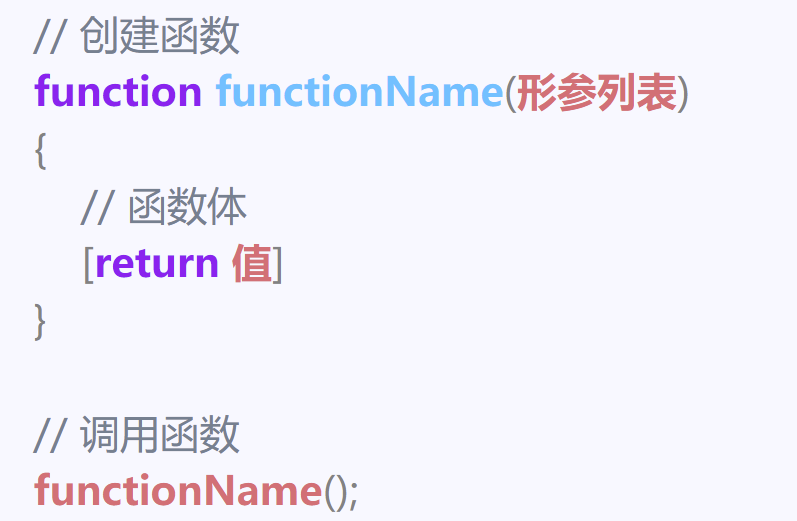 // 创建函数
function functionName(形参列表)
{
// 函数体
[return 值]
}
// 调用函数
functionName();